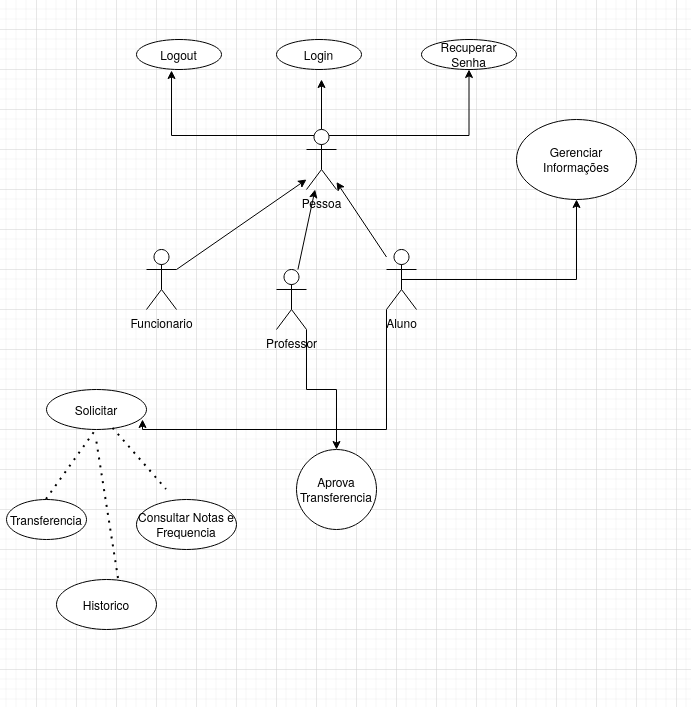 Logout
Login
Recuperar
Senha
Gerenciar
Informações
Pessoa
Funcionario
Professor
Aluno
Solicitar
Aprova
Transferencia
Transferencia
Consultar Notas e
Frequencia
Historico